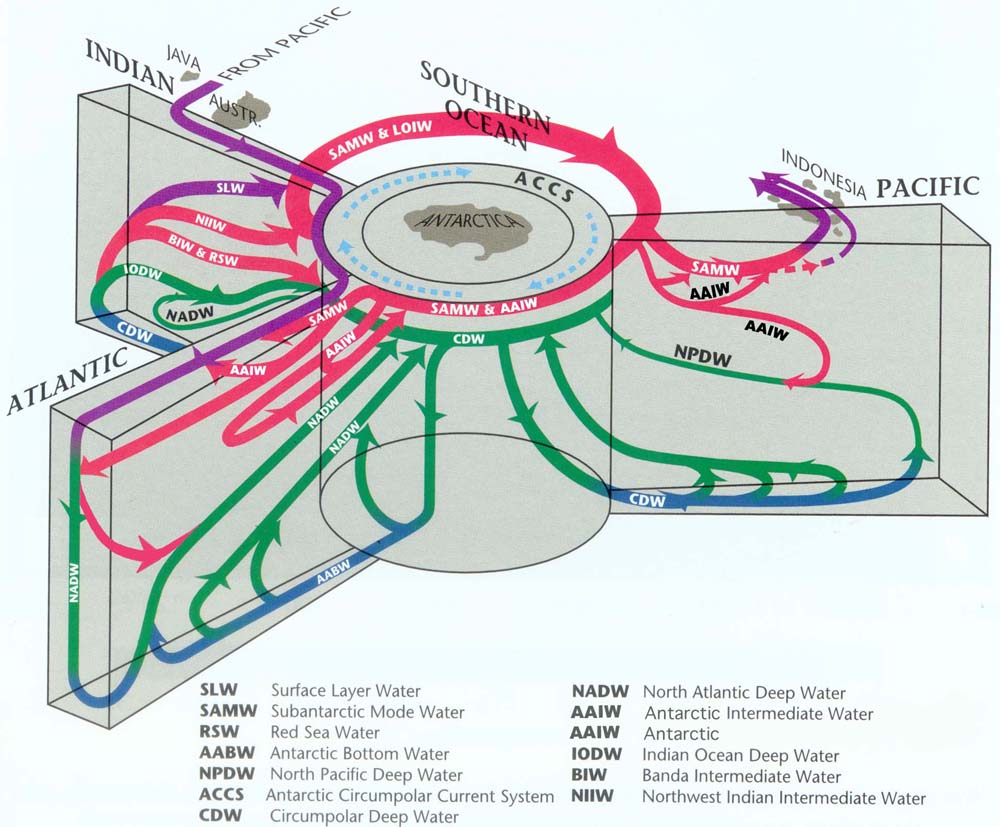 FROM PACIFIC
JAVA
INDIAN
AUSTR.
SOUTHERN
OCEAN
SAMW & LOIW
ACCS
ANTARCTICA
INDONESIA
PACIFIC
SLW
NIIW
BIW & RSW
IODW
NADW
CDW
SAMW
AAIW
AAIW
SAMW & AAIW
CDW
SAMW
AAIW
AAIW
NPDW
ATLANTIC
NADW
NADW
CDW
AABW
NADW
SLW Surface Layer Water
SAMW Subantarctic Mode Water
RSW Red Sea Water
AABW Antarctic Bottom Water
NPDW North Pacific Deep Water
ACCS Antarctic Circumpolar Current System
CDW Circumpolar Deep Water
NADW North Atlantic Deep Water
AAIW Antarctic Intermediate Water
AAIW Antarctic
IODW Indian Ocean Deep Water
BIW Banda Intermediate Water
NIIW Northwest Indian Intermediate Water